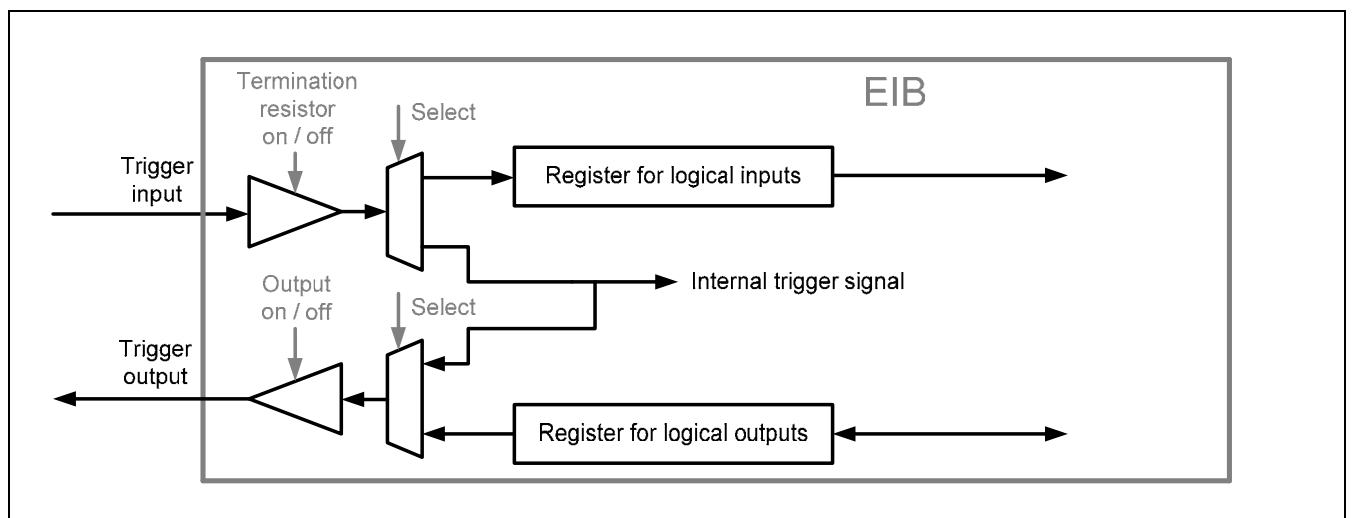 EIB
Termination
resistor
on / off
Select
Trigger
input
Register for logical inputs
Internal trigger signal
Output
on / off
Select
Trigger
output
Register for logical outputs